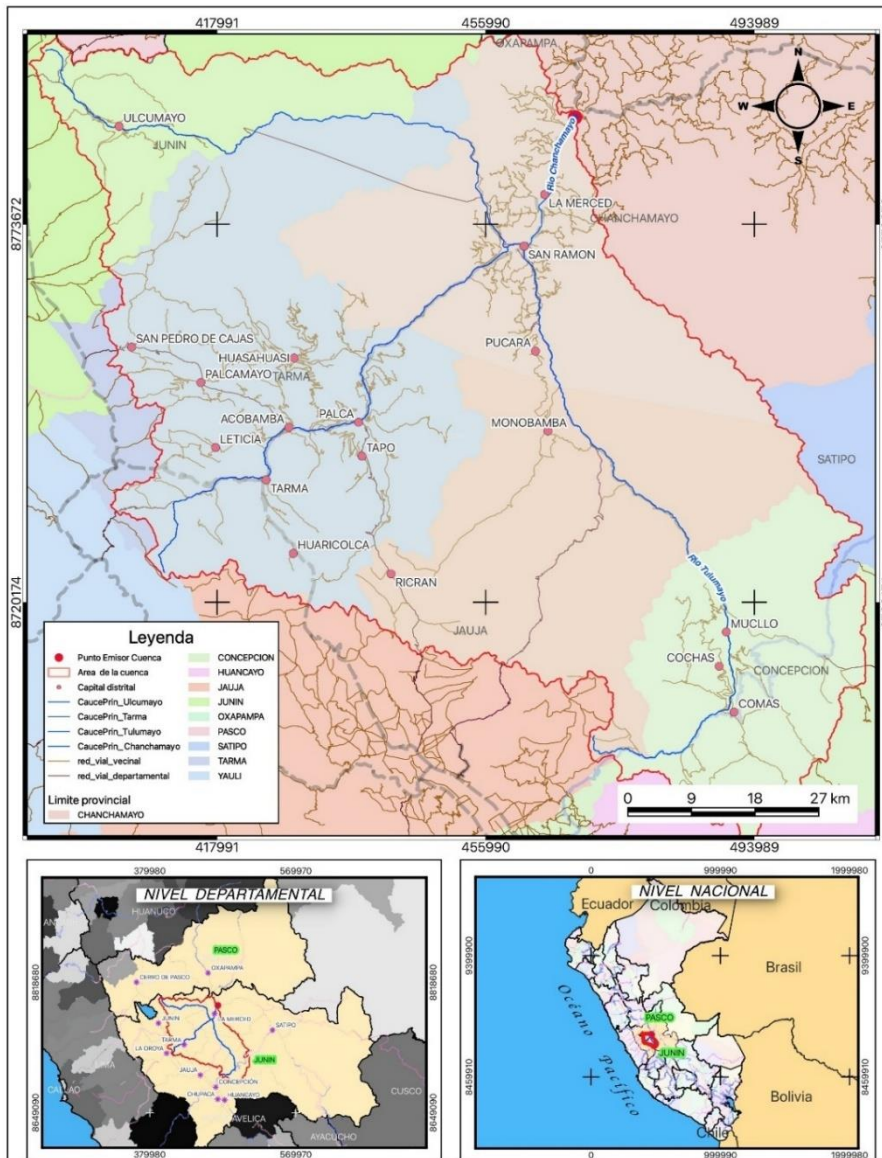 417991
455990
493989
OXAPAMPA
N
W
E
S
ULCUMAYO
JUNIN
Rio Chanchamayo
LA MERCED
CHANCHAMAYO
8773672
SAN RAMON
SAN PEDRO DE CAJAS
HUASAHUASI
PUCARA
PALCAMAYO
TARMA
ACOBAMBA
PALCA
MONOBAMBA
LETICIA
TAPO
SATIPO
TARMA
HUARICOLCA
RICRAN
Rio Tulumayo
8720174
JAUJA
MUCLLO
COCHAS
CONCEPCION
COMAS
Leyenda
Punto Emisor Cuenca
Area de la cuenca
Capital distrital
CaucePrin_Ulcumayo
CaucePrin_Tarma
CaucePrin_Tulumayo
CaucePrin_ Chanchamayo
red_vial_vecinal
red_vial_departamental
Limite provincial
CHANCHAMAYO
CONCEPCION
HUANCAYO
JAUJA
JUNIN
OXAPAMPA
PASCO
SATIPO
TARMA
YAULI
0 9 18 27 km
417991
455990
493989
379980
569970
NIVEL DEPARTAMENTAL
HUANUCO
PASCO
OXAPAMPA
CERRO DE PASCO
8818680
8818680
JUNIN
LA MERCED
SATIPO
TARMA
LA OROYA
JUNIN
JAUJA
CONCEPCIÓN
CHUPACA
HUANCAYO
CALLAO
CUSCO
AVELICA
AYACUCHO
8649090
8649090
379980
569970
0
999990
1999980
NIVEL NACIONAL
Ecuador
Colombia
9399900
9399900
Brasil
Océano
Pacífico
PASCO
JUNIN
8459910
8459910
Bolivia
Chile
0
999990
1999980